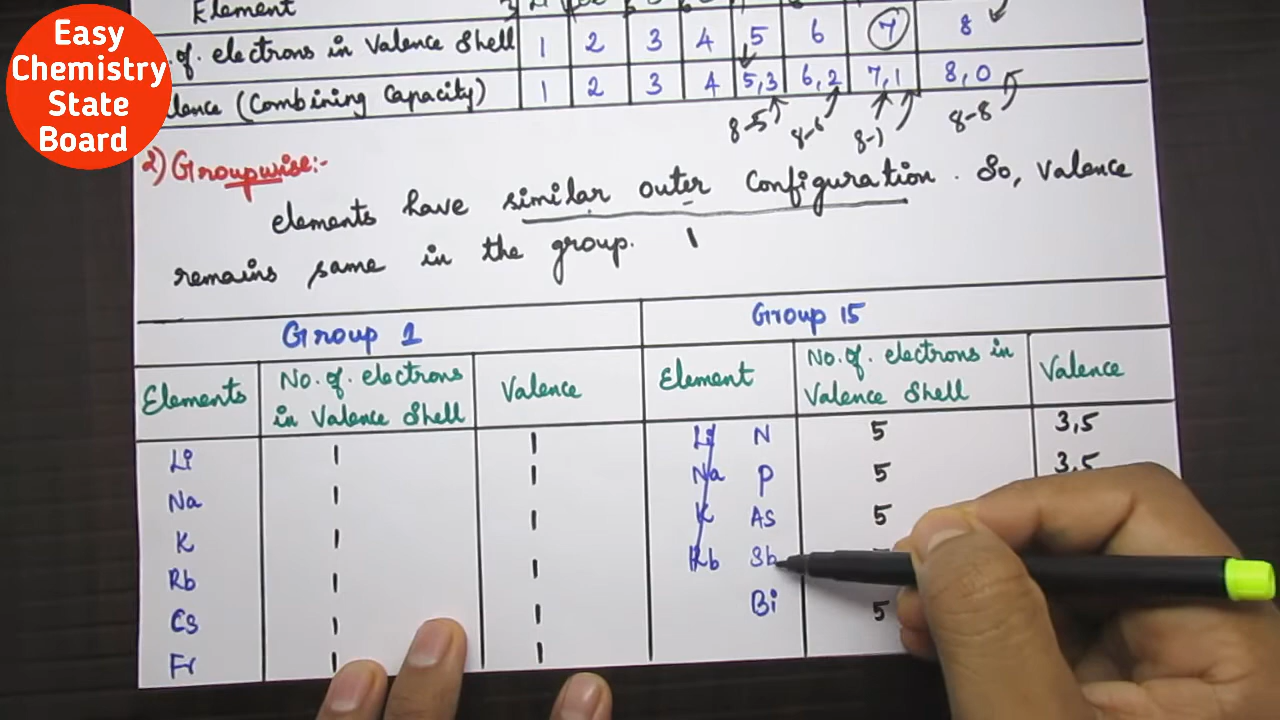 Easy
Chemistry
State
Board
Element
of electrons in Valence Shell 1 2 3 4 5 6 7 8
lence (Combining Capacity) 1 2 3 4 5,3 6,2 7,1 8,0
8-5 8-6 8-7 8-8
2) Groupwise:-
elements have similar outer configuration. So, valence
remains same in the group.
Group 1 Group 15
Elements No. of. electrons in Valence Shell Valence Element No. of. electrons in Valence Shell Valence
Li 1 1 Li N 5 3,5
Na 1 1 Na P 5 3,5
K 1 1 K As 5
Rb 1 1 Rb Sb
Cs 1 1 Bi 5
Fr 1 1